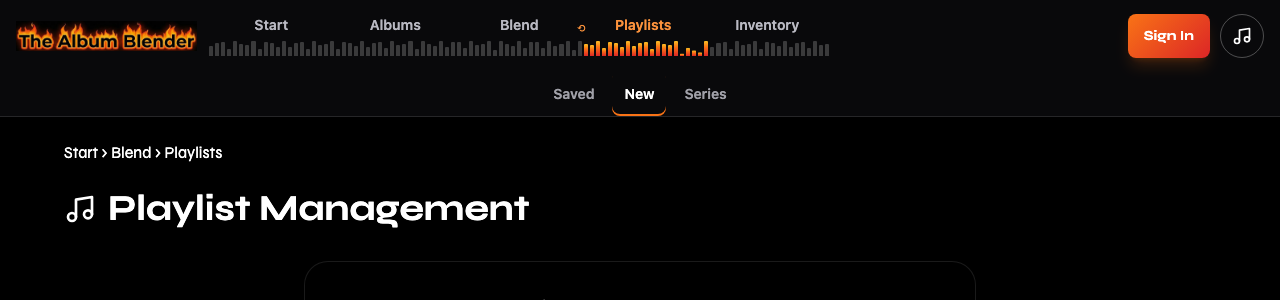 The Album Blender
Start Albums Blend Playlists Inventory
Sign In
Saved New Series
Start › Blend › Playlists
Playlist Management